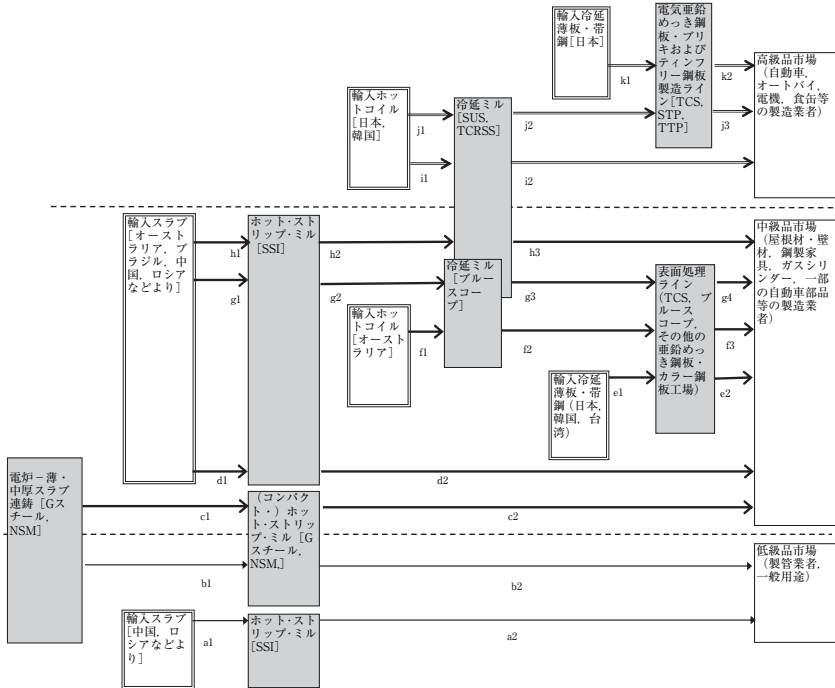 電気亜鉛
めっき鋼
板・ブリ
キおよび
ティンフ
リー鋼板
製造ライ
ン[TCS,
STP,
TTP]
輸入冷延
薄板・帯
鋼[日本]
k1
k2
高級品市場
（自動車，
オートバイ，
電機，食缶等
の製造業者）
輸入ホッ
トコイル
[日本，
韓国]
冷延ミル
[SUS,
TCRSS]
j1
j2
j3
i1
i2
輸入スラブ
[オースト
ラリア，ブ
ラジル，中
国，ロシア
などより]
ホット・スト
リップ・ミル
[SSI]
中級品市場
（屋根材・壁
材，鋼製家
具，ガスシリ
ンダー，一部
の自動車部品
等の製造業
者）
h1
h2
h3
冷延ミル
[ブルー
スコー
プ]
表面処理
ライン
(TCS，ブ
ルース
コープ，
その他の
亜鉛めっ
き鋼板・
カラー鋼
板工場)
g1
g2
g3
g4
輸入ホット
コイル
[オースト
ラリア]
f1
f2
f3
輸入冷延
薄板・帯
鋼（日本，
韓国，台
湾）
e1
e2
d1
d2
電炉－薄・
中厚スラブ
連鋳［Gス
チール，
NSM]
（コンパク
ト・）ホッ
ト・ストリッ
プ・ミル［G
スチール，
NSM,]
c1
c2
b1
b2
低級品市場
（製管業者，
一般用途）
輸入スラブ
[中国，ロ
シアなどよ
り]
ホット・スト
リップ・ミル
[SSI]
a1
a2